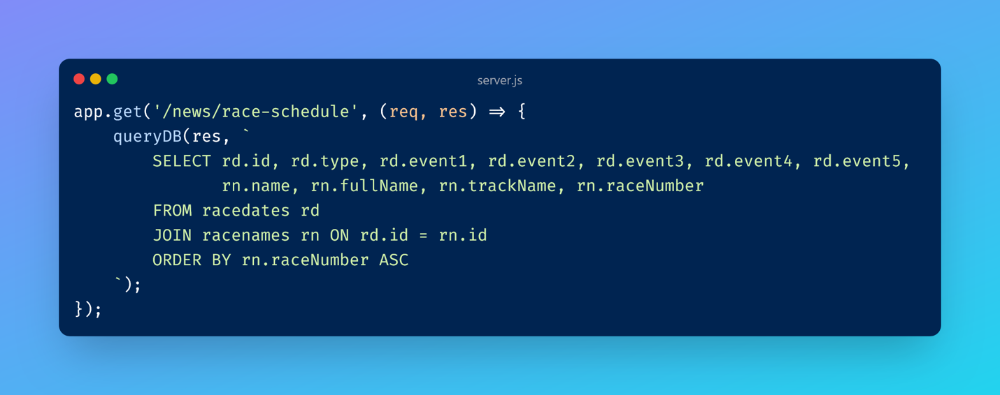 server.js
app.get('/news/race-schedule', (req, res) => {
    queryDB(res, `
        SELECT rd.id, rd.type, rd.event1, rd.event2, rd.event3, rd.event4, rd.event5,
               rn.name, rn.fullName, rn.trackName, rn.raceNumber
        FROM racedates rd
        JOIN racenames rn ON rd.id = rn.id
        ORDER BY rn.raceNumber ASC
    `);
});